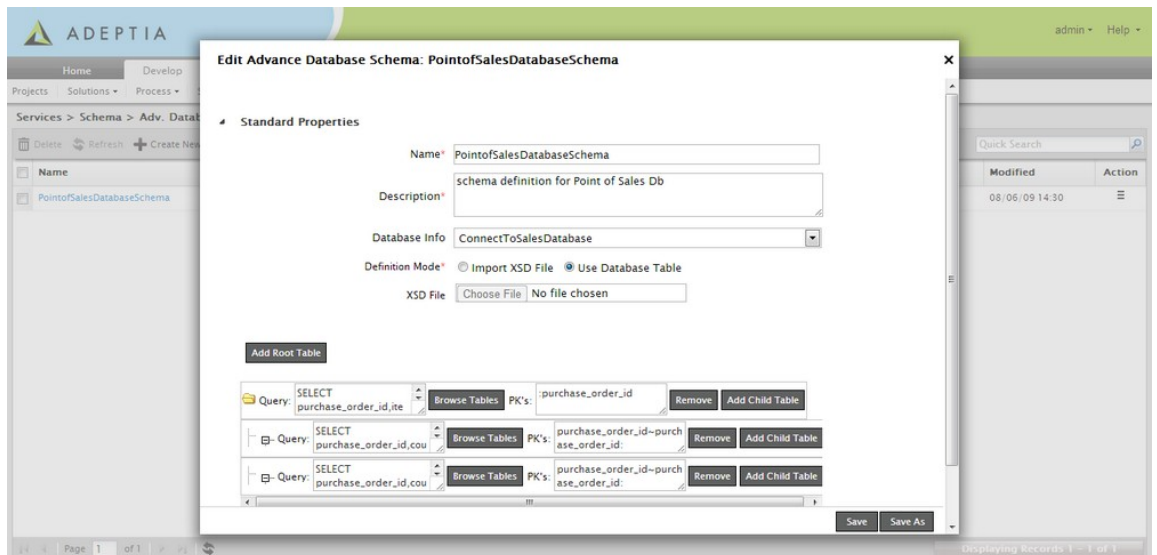 ADEPTIA
admin Help
Edit Advance Database Schema: PointofSalesDatabaseSchema
Home Develop
Projects Solutions Process
Services > Schema > Adv.
Standard Properties
Delete Refresh Create New
Quick Search
Name* PointofSalesDatabaseSchema
Name
Modified Action
Description* schema definition for Point of Sales Db
PointofSalesDatabaseSchema
08/06/09 14:30
Database Info ConnectToSalesDatabase
Definition Mode* Import XSD File Use Database Table
XSD File Choose File No file chosen
Add Root Table
Query: SELECT
purchase_order_id,ite
Browse Tables PK's: :purchase_order_id Remove Add Child Table
Query: SELECT
purchase_order_id,cou
Browse Tables PK's: purchase_order_id~purch
ase_order_id:
Remove Add Child Table
Query: SELECT
purchase_order_id,cou
Browse Tables PK's: purchase_order_id~purch
ase_order_id:
Remove Add Child Table
Save Save As
Page 1 of 1
Displaying Records 1 - 1 of 1